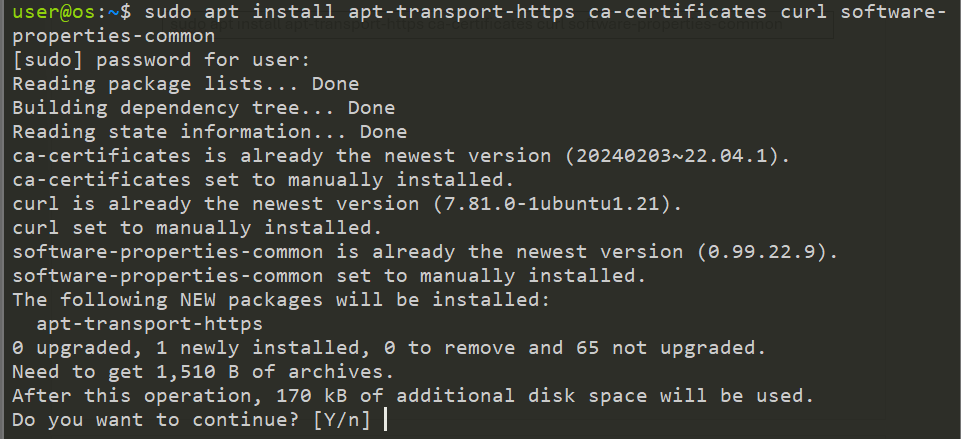 user@os:~$ sudo apt install apt-transport-https ca-certificates curl software-
properties-common
[sudo] password for user:
Reading package lists... Done
Building dependency tree... Done
Reading state information... Done
ca-certificates is already the newest version (20240203~22.04.1).
ca-certificates set to manually installed.
curl is already the newest version (7.81.0-1ubuntu1.21).
curl set to manually installed.
software-properties-common is already the newest version (0.99.22.9).
software-properties-common set to manually installed.
The following NEW packages will be installed:
  apt-transport-https
0 upgraded, 1 newly installed, 0 to remove and 65 not upgraded.
Need to get 1,510 B of archives.
After this operation, 170 kB of additional disk space will be used.
Do you want to continue? [Y/n]